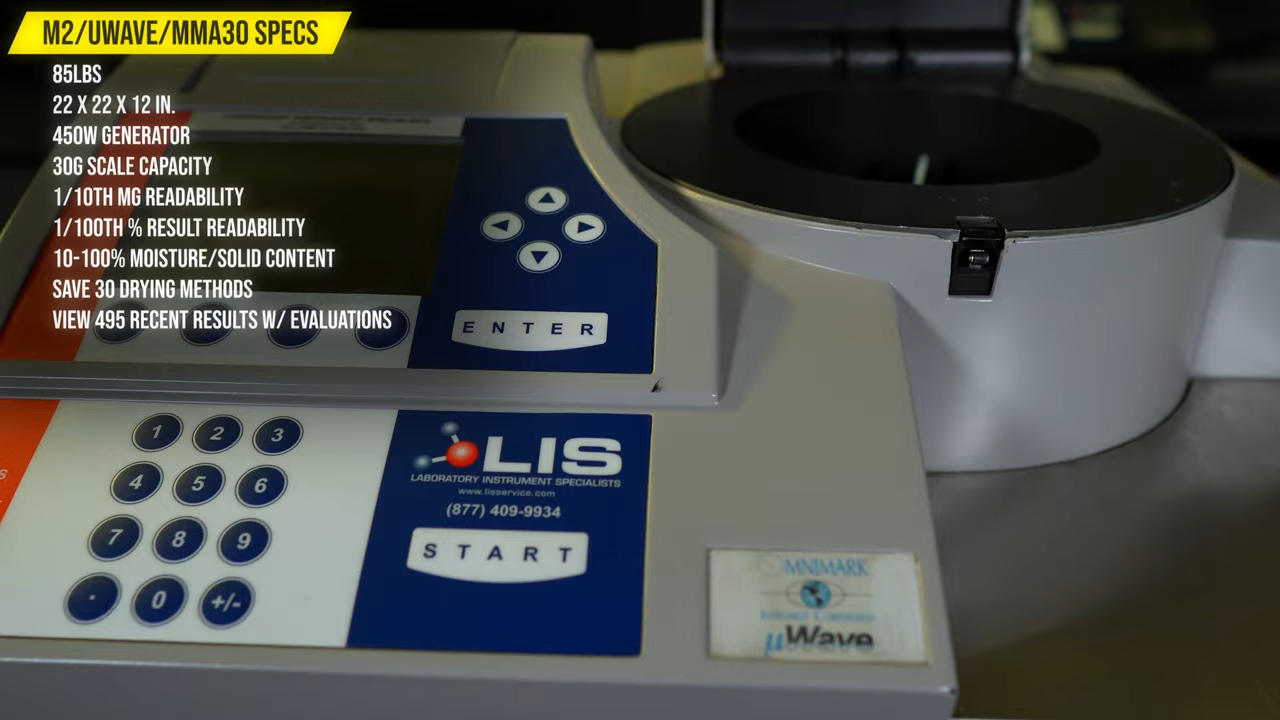 M2/UWAVE/MMA30 SPECS
85LBS
22 X 22 X 12 IN.
450W GENERATOR
30G SCALE CAPACITY
1/10TH MG READABILITY
1/100TH % RESULT READABILITY
10-100% MOISTURE/SOLID CONTENT
SAVE 30 DRYING METHODS
VIEW 495 RECENT RESULTS W/ EVALUATIONS
ENTER
1 2 3
4 5 6
7 8 9
. 0 +/-
LIS
LABORATORY INSTRUMENT SPECIALISTS
www.lisservice.com
(877) 409-9934
START
OMNIMARK
µWave